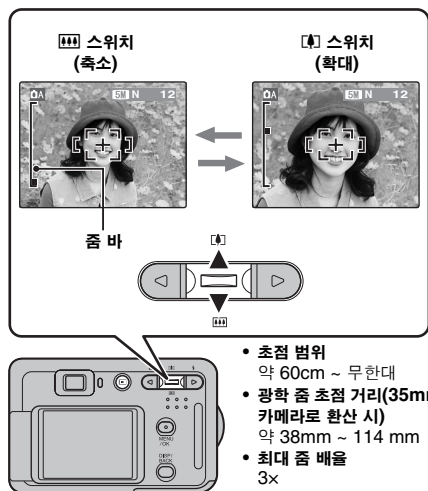 스위치
(축소)
스위치
(확대)
5M N 12
5M N 12
줌 바
MENU
/OK
DISP/
BACK
• 초점 범위
약 60cm ~ 무한대
• 광학 줌 초점 거리(35mm
카메라로 환산 시)
약 38mm ~ 114 mm
• 최대 줌 배율
3×